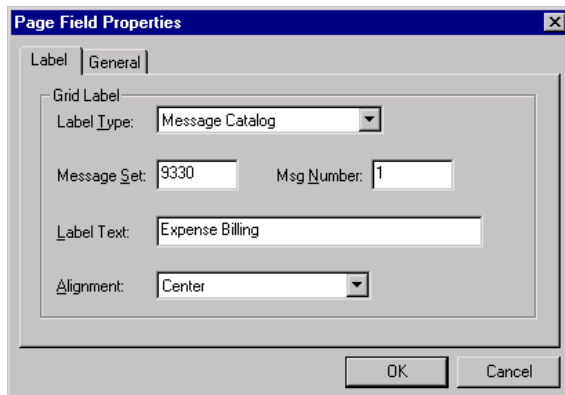 Page Field Properties
Label General
Grid Label
Label Type: Message Catalog
Message Set: 9330 Msg Number: 1
Label Text: Expense Billing
Alignment: Center
OK Cancel